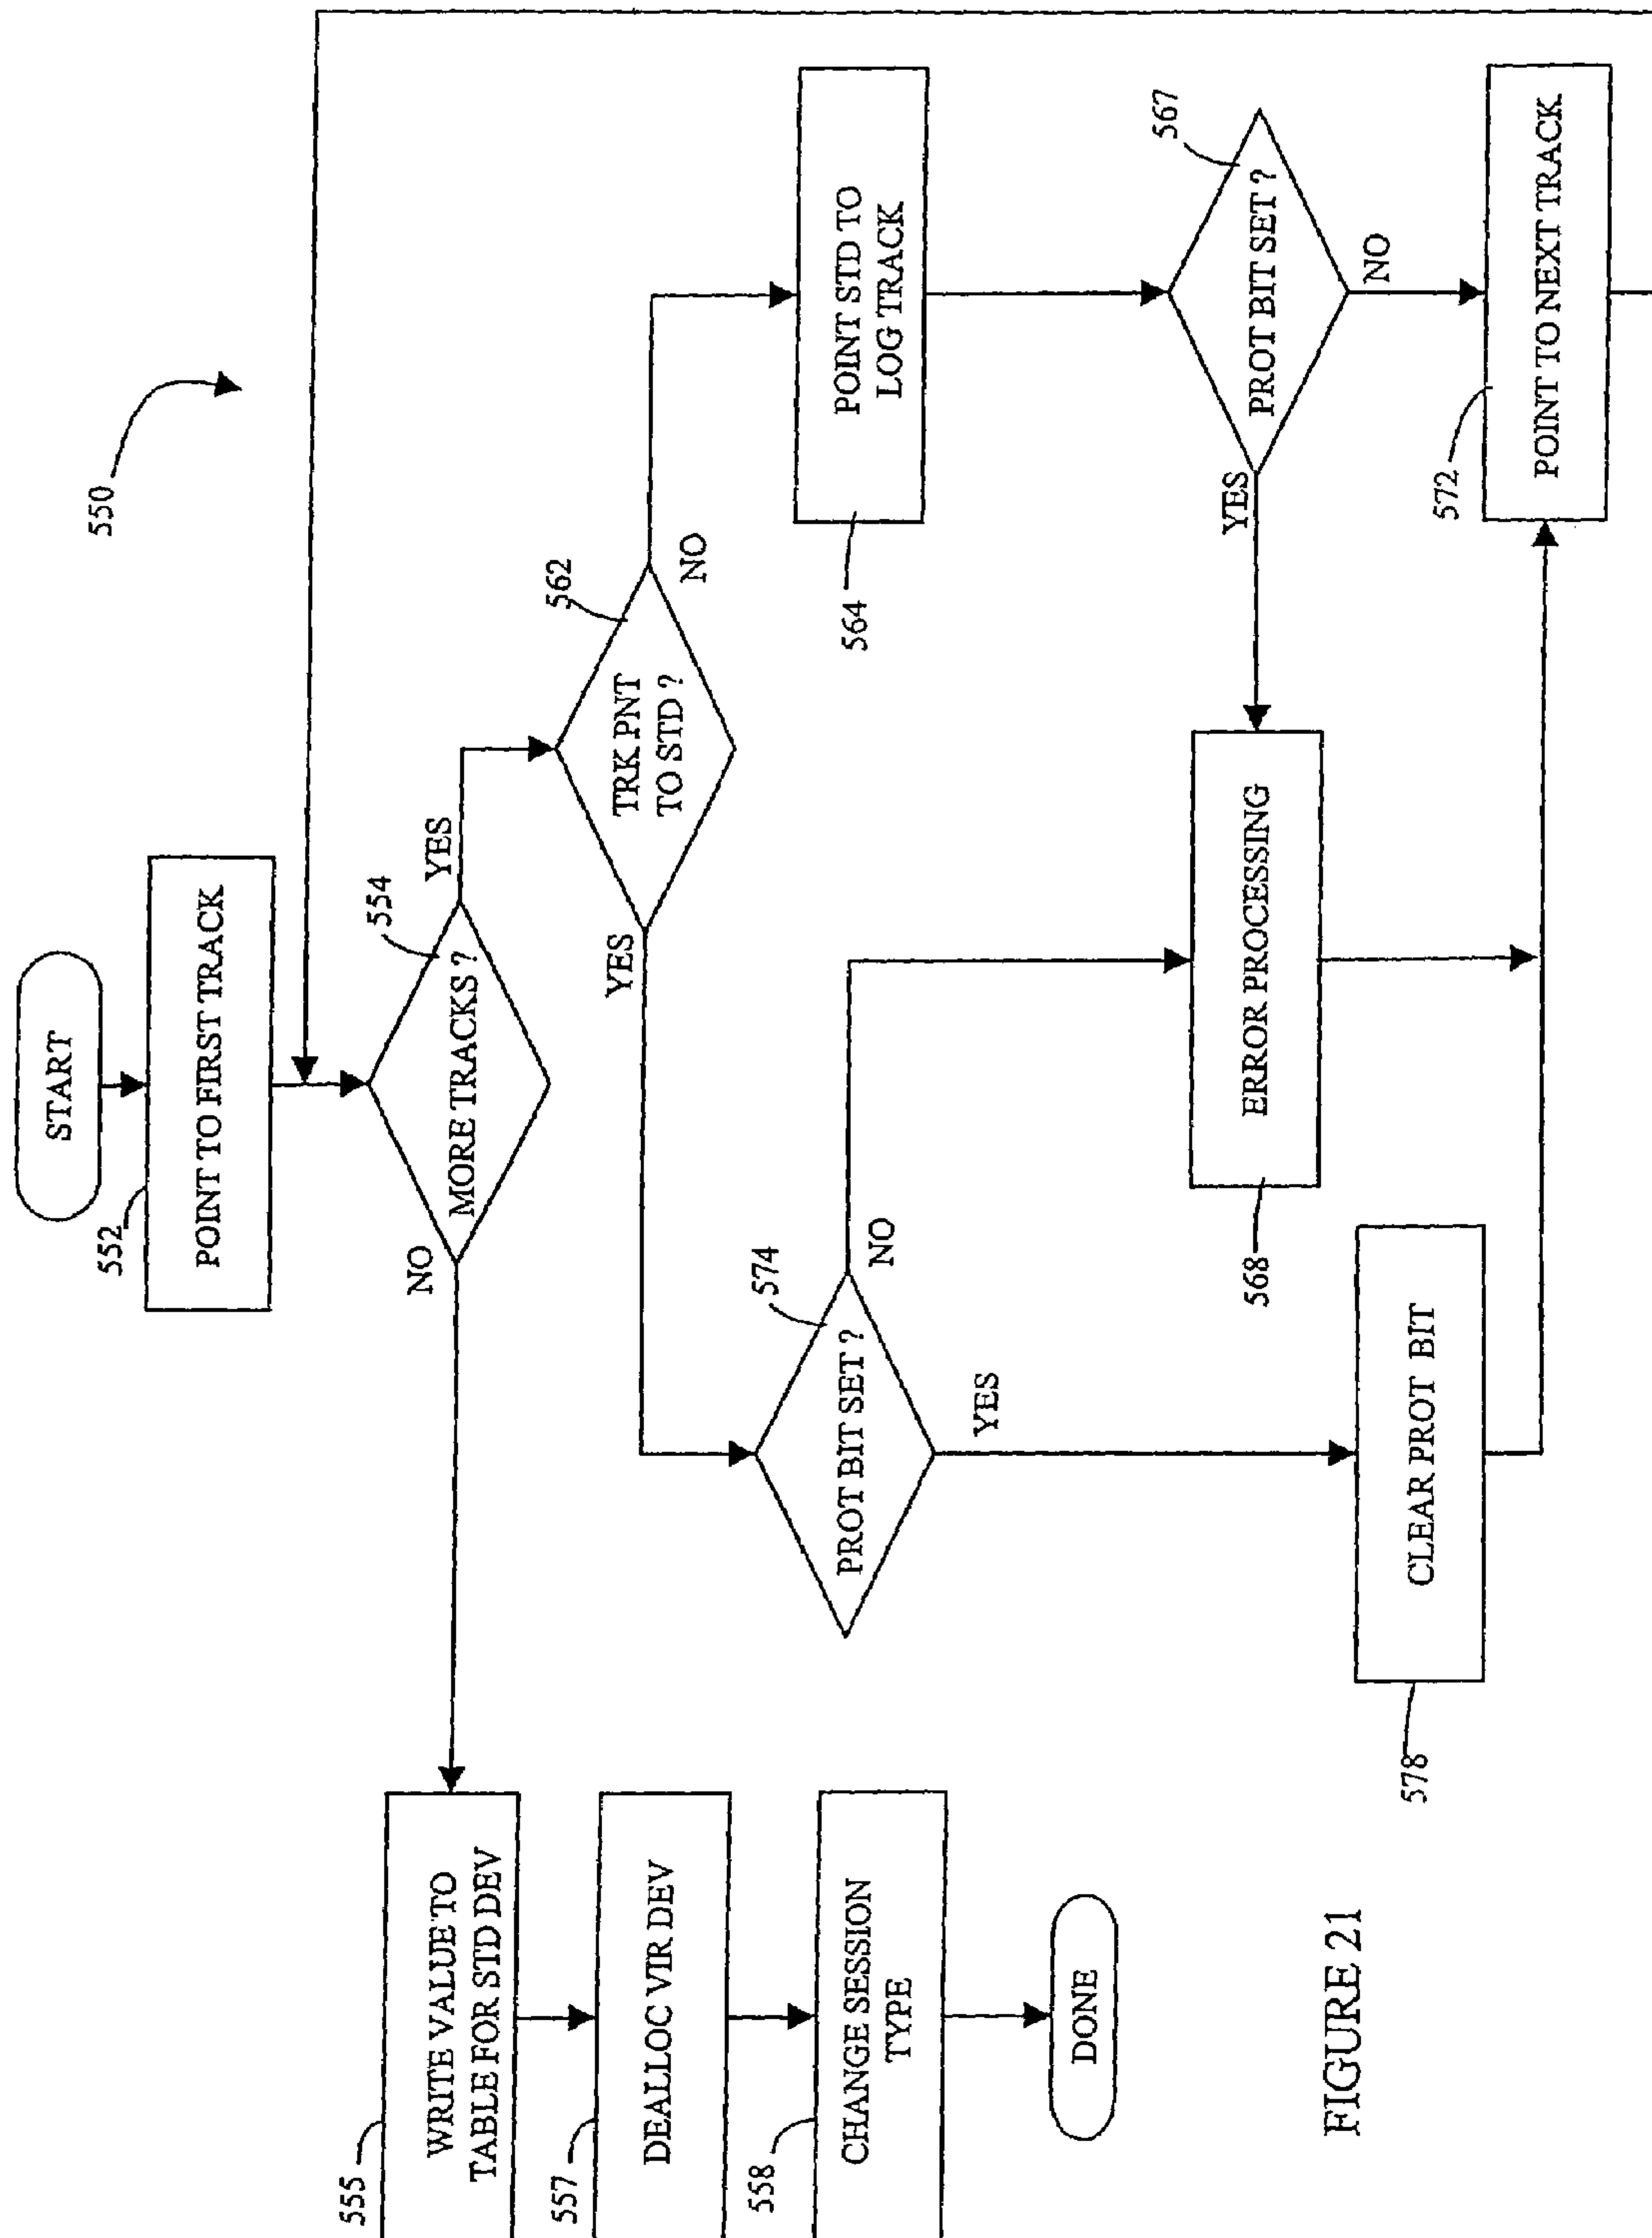 START
552
POINT TO FIRST TRACK
550
554
MORE TRACKS ?
YES
NO
562
TRK PNT
TO STD ?
NO
YES
555
WRITE VALUE TO
TABLE FOR STD DEV
557
DEALLOC VIR DEV
558
CHANGE SESSION
TYPE
DONE
574
PROT BIT SET ?
NO
YES
564
POINT STD TO
LOG TRACK
567
PROT BIT SET ?
YES
NO
568
ERROR PROCESSING
578
CLEAR PROT BIT
572
POINT TO NEXT TRACK
FIGURE 21